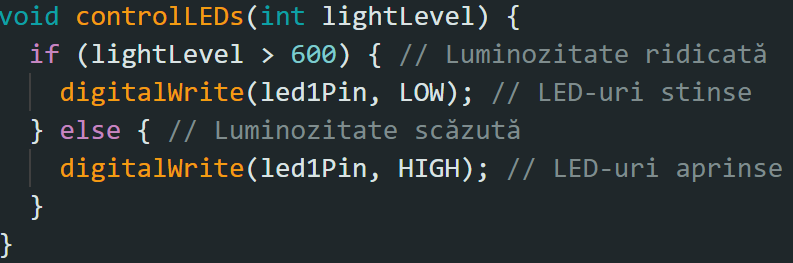 void controlLEDs(int lightLevel) {
  if (lightLevel > 600) { // Luminozitate ridicată
    digitalWrite(led1Pin, LOW); // LED-uri stinse
  } else { // Luminozitate scăzută
    digitalWrite(led1Pin, HIGH); // LED-uri aprinse
  }
}